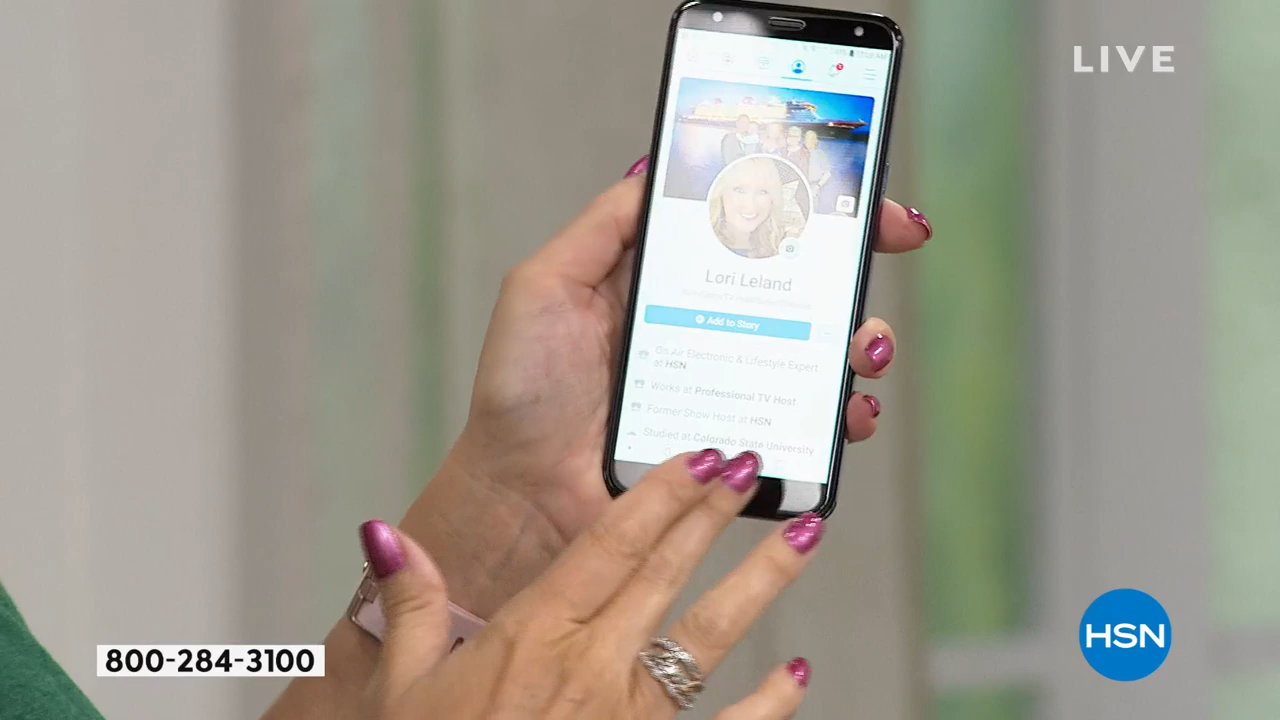 LIVE
Lori Leland
Add to Story
On Air Electronic & Lifestyle Expert
at HSN
Works at Professional TV Host
Former Show Host at HSN
Studied at Colorado State University
800-284-3100
HSN